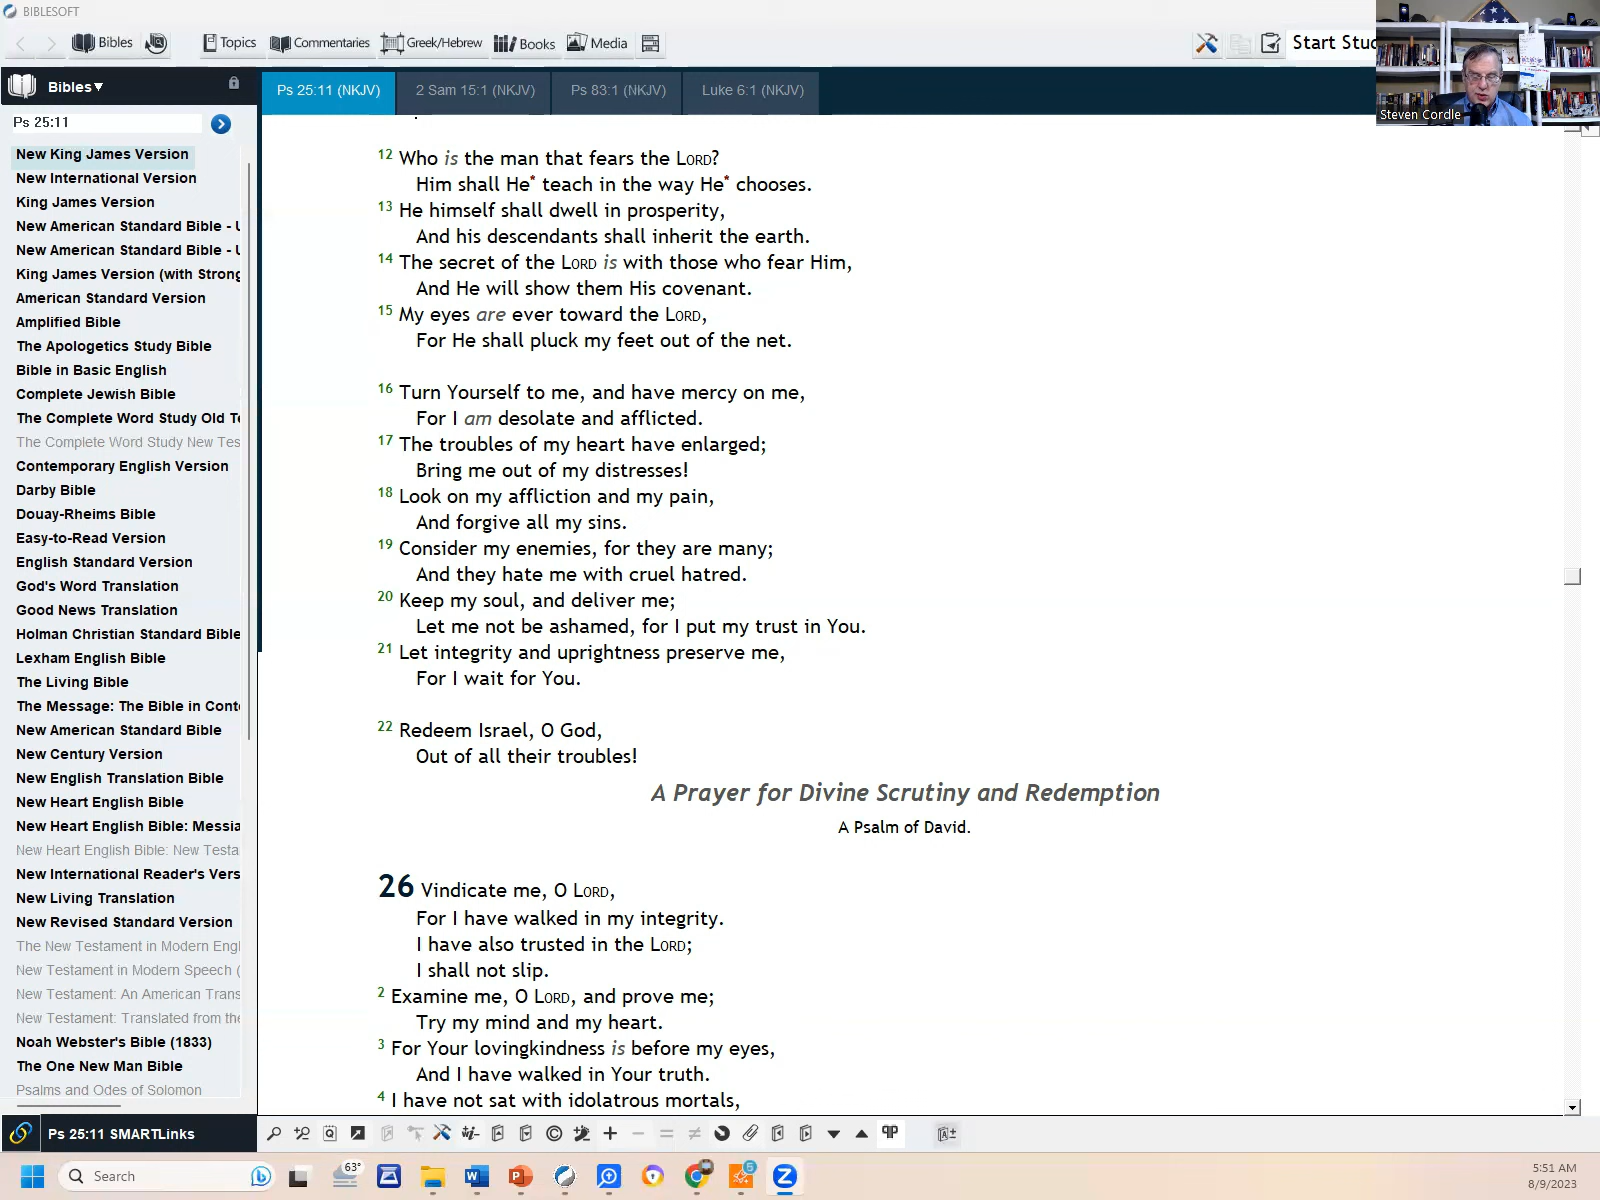 BIBLESOFT
Bibles
Topics
Commentaries
Greek/Hebrew
Books
Media
Start Stu
Steven Cordle
Bibles▾
Ps 25:11 (NKJV)
2 Sam 15:1 (NKJV)
Ps 83:1 (NKJV)
Luke 6:1 (NKJV)
Ps 25:11
New King James Version
New International Version
King James Version
New American Standard Bible - U
New American Standard Bible - U
King James Version (with Strong
American Standard Version
Amplified Bible
The Apologetics Study Bible
Bible in Basic English
Complete Jewish Bible
The Complete Word Study Old Te
The Complete Word Study New Tes
Contemporary English Version
Darby Bible
Douay-Rheims Bible
Easy-to-Read Version
English Standard Version
God's Word Translation
Good News Translation
Holman Christian Standard Bible
Lexham English Bible
The Living Bible
The Message: The Bible in Conte
New American Standard Bible
New Century Version
New English Translation Bible
New Heart English Bible
New Heart English Bible: Messia
New Heart English Bible: New Testa
New International Reader's Vers
New Living Translation
New Revised Standard Version
The New Testament in Modern Engl
New Testament in Modern Speech (
New Testament: An American Trans
New Testament: Translated from the
Noah Webster's Bible (1833)
The One New Man Bible
Psalms and Odes of Solomon
12 Who is the man that fears the LORD?
Him shall He* teach in the way He* chooses.
13 He himself shall dwell in prosperity,
And his descendants shall inherit the earth.
14 The secret of the LORD is with those who fear Him,
And He will show them His covenant.
15 My eyes are ever toward the LORD,
For He shall pluck my feet out of the net.
16 Turn Yourself to me, and have mercy on me,
For I am desolate and afflicted.
17 The troubles of my heart have enlarged;
Bring me out of my distresses!
18 Look on my affliction and my pain,
And forgive all my sins.
19 Consider my enemies, for they are many;
And they hate me with cruel hatred.
20 Keep my soul, and deliver me;
Let me not be ashamed, for I put my trust in You.
21 Let integrity and uprightness preserve me,
For I wait for You.
22 Redeem Israel, O God,
Out of all their troubles!
A Prayer for Divine Scrutiny and Redemption
A Psalm of David.
26 Vindicate me, O LORD,
For I have walked in my integrity.
I have also trusted in the LORD;
I shall not slip.
2 Examine me, O LORD, and prove me;
Try my mind and my heart.
3 For Your lovingkindness is before my eyes,
And I have walked in Your truth.
4 I have not sat with idolatrous mortals,
Ps 25:11 SMARTLinks
Search
63°
5
5:51 AM
8/9/2023